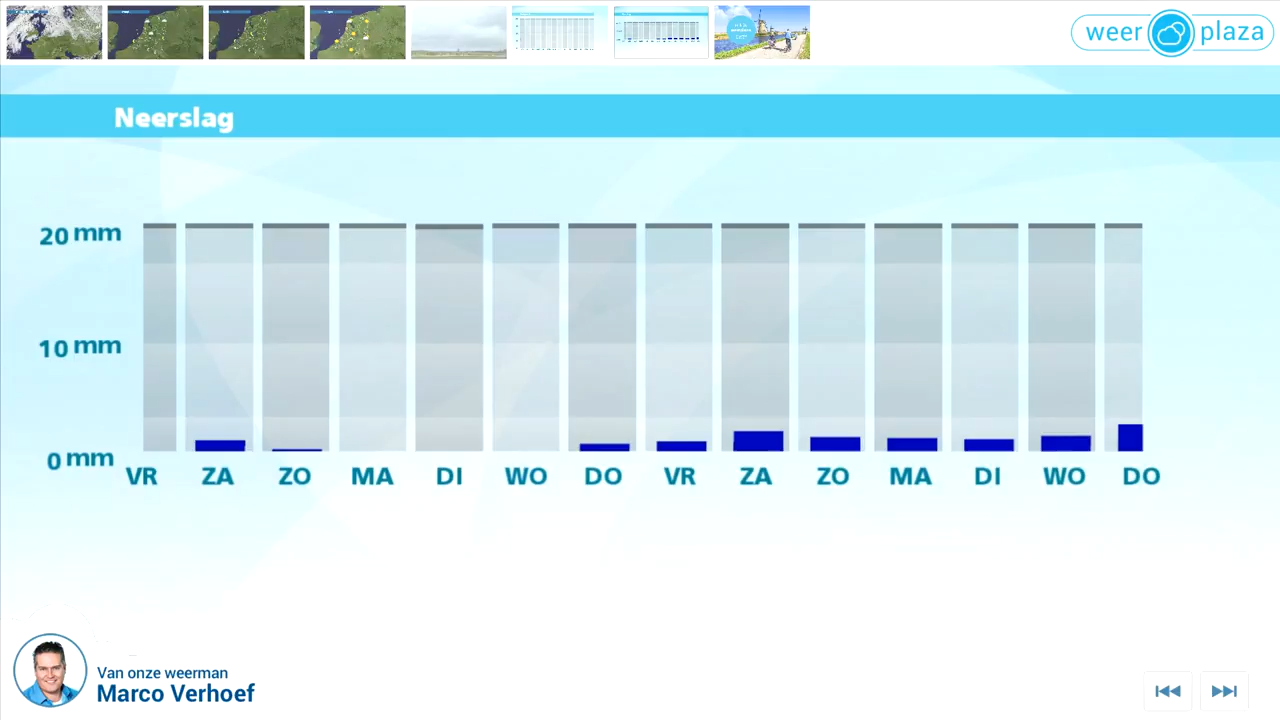 weer plaza
Neerslag
20 mm
10 mm
0 mm
VR ZA ZO MA DI WO DO VR ZA ZO MA DI WO DO
Van onze weerman
Marco Verhoef